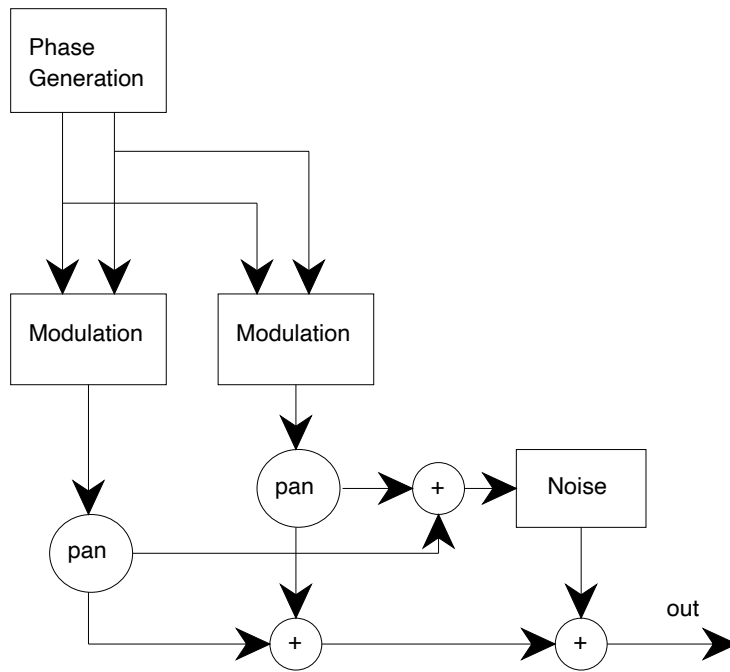 Phase
Generation
Modulation
Modulation
pan
+
Noise
pan
out
+
+